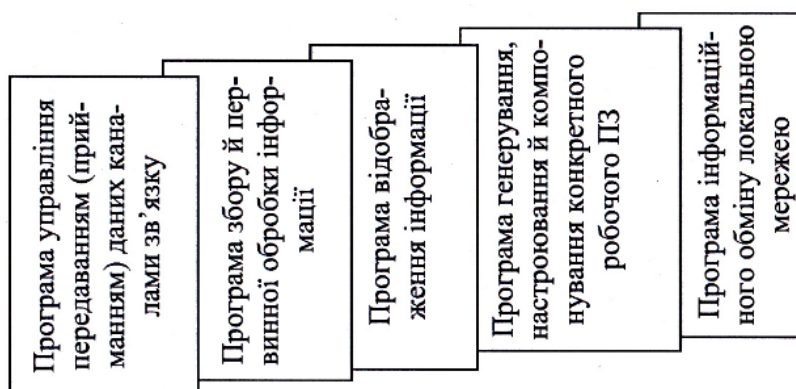 Програма управління
передаванням (прий-
манням) даних кана-
лами зв’язку
Програма збору й пер-
винної обробки інфор-
мації
Програма відобра-
ження інформації
Програма генерування,
настроювання й компо-
нування конкретного
робочого ПЗ
Програма інформацій-
ного обміну локальною
мережею